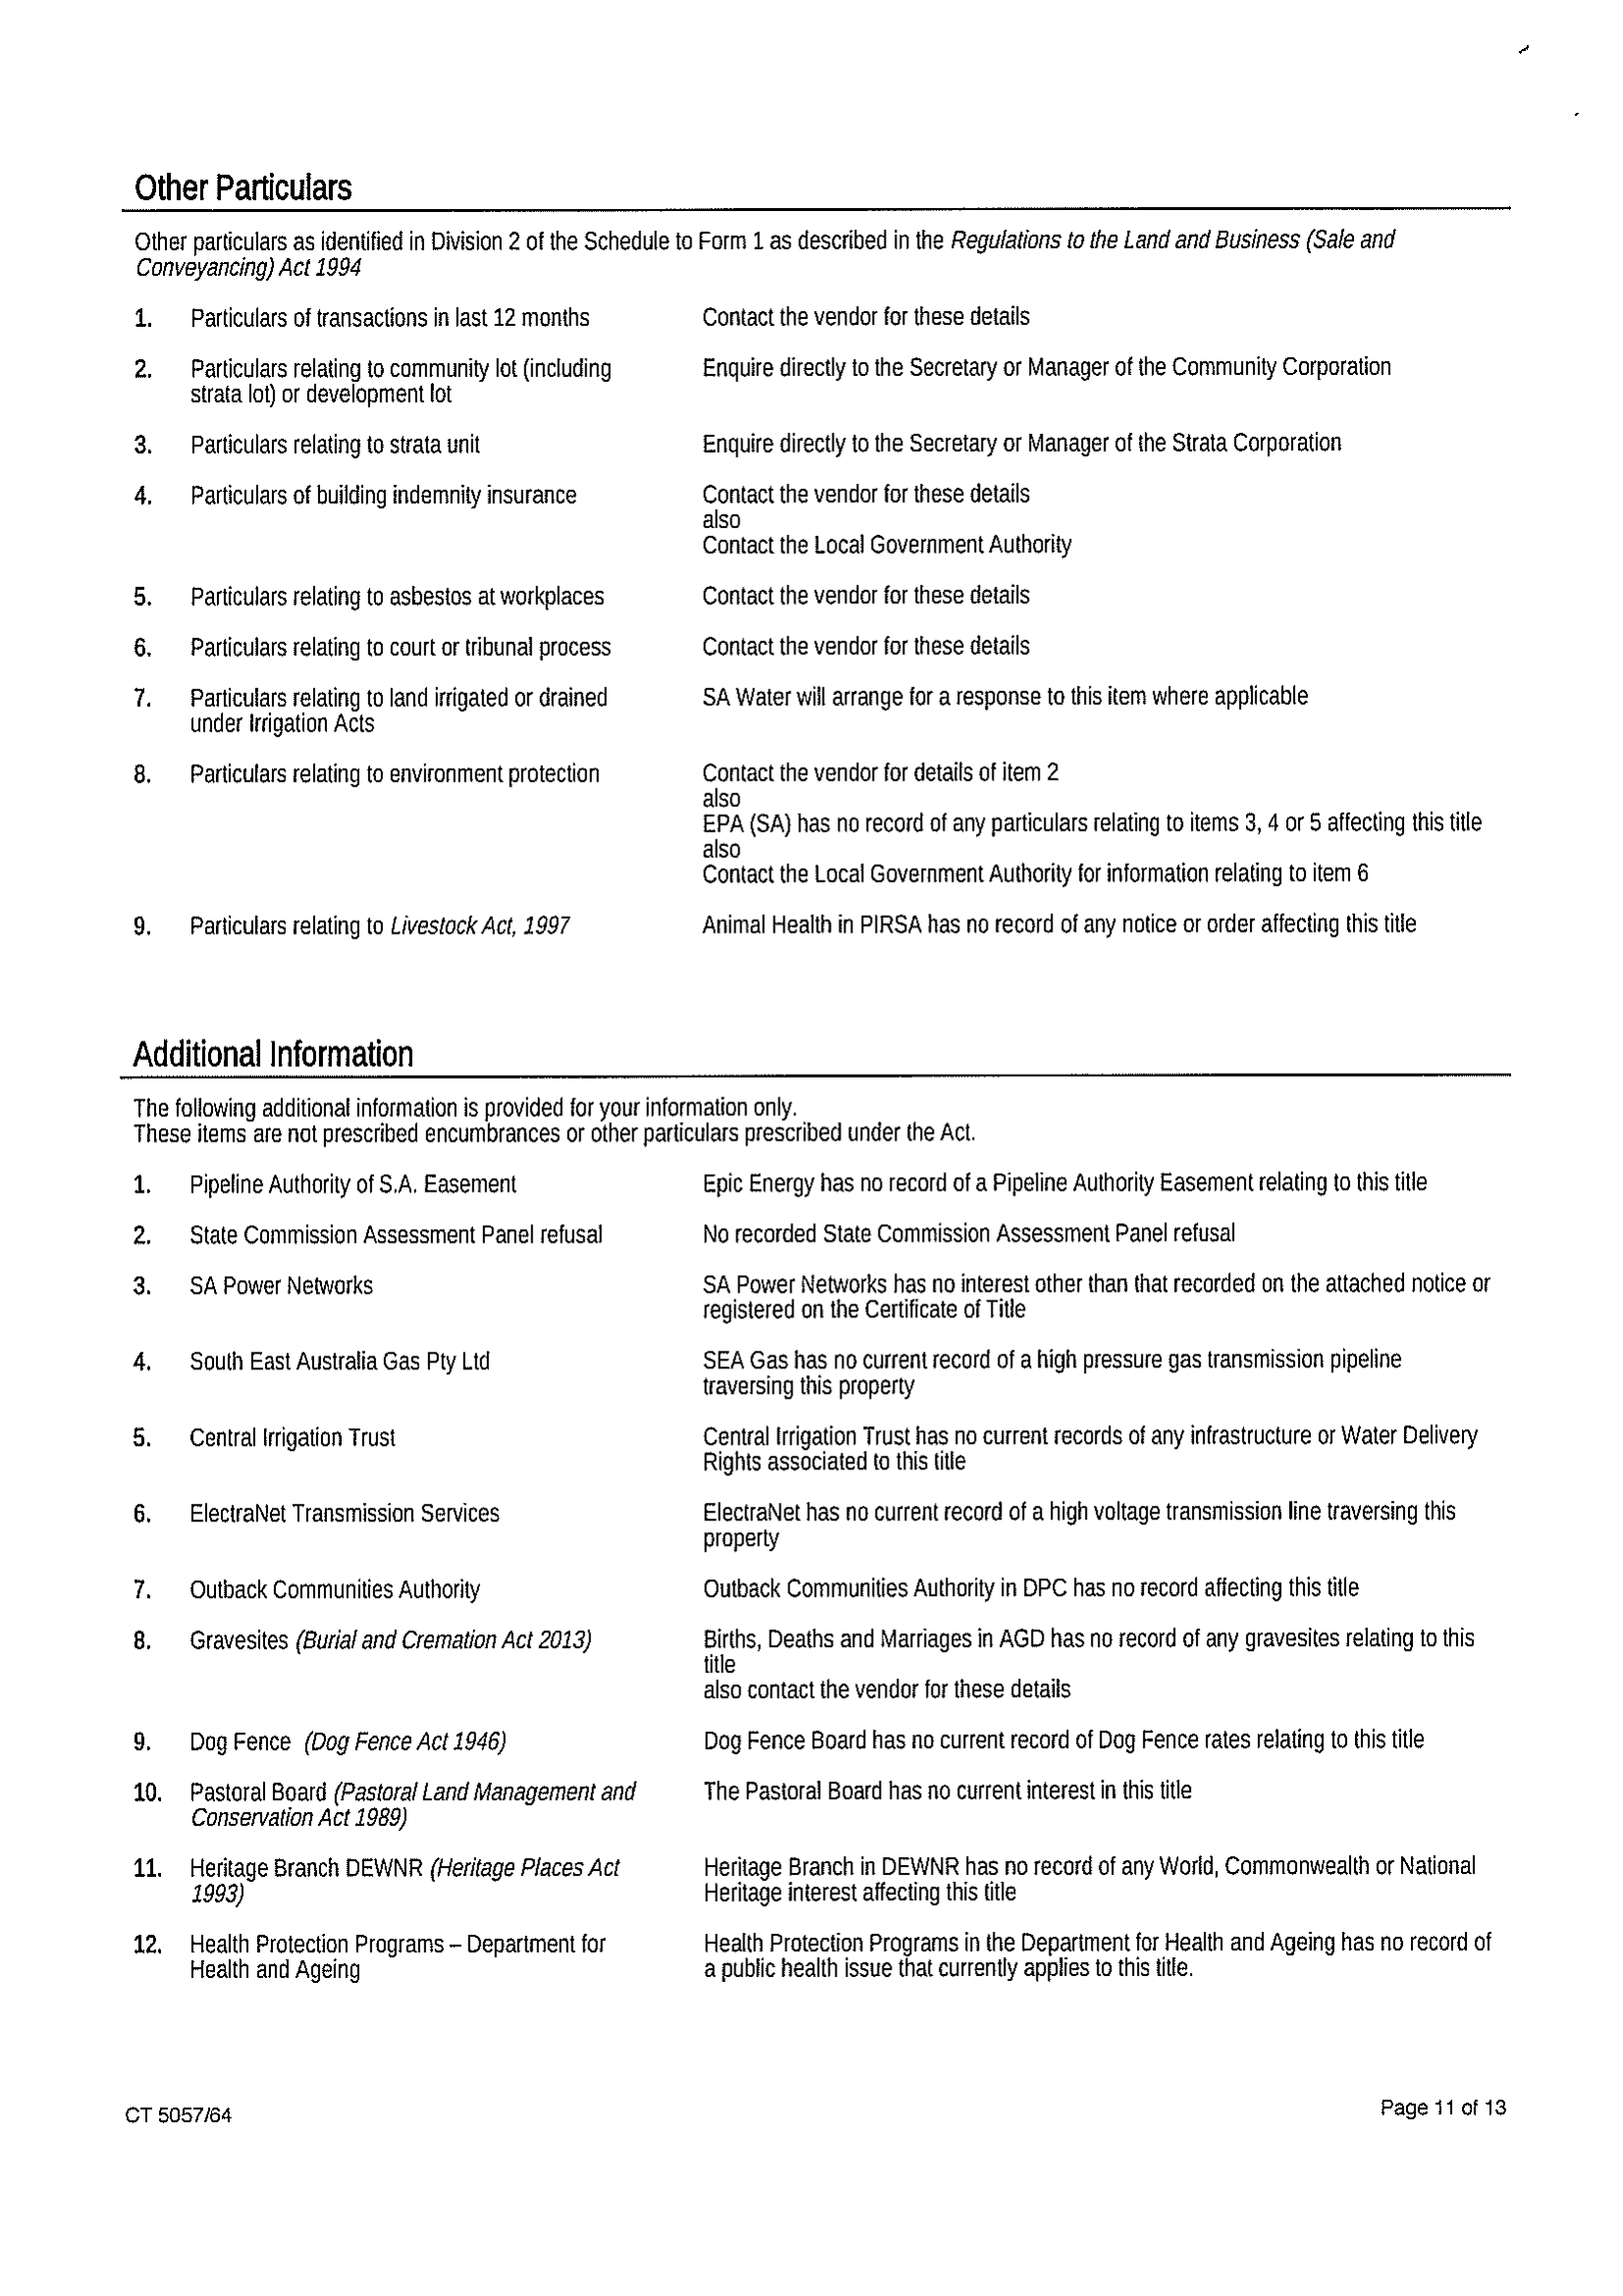 Other Particulars
Other particulars as identified in Division 2 of the Schedule to Form 1 as described in the Regulations to the Land and Business (Sale and
Conveyancing) Act 1994
1. Particulars of transactions in last 12 months Contact the vendor for these details
2. Particulars relating to community lot (including Enquire directly to the Secretary or Manager of the Community Corporation
strata lot) or development lot
3. Particulars relating to strata unit Enquire directly to the Secretary or Manager of the Strata Corporation
4. Particulars of building indemnity insurance Contact the vendor for these details
also
Contact the Local Government Authority
5. Particulars relating to asbestos at workplaces Contact the vendor for these details
6. Particulars relating to court or tribunal process Contact the vendor for these details
7. Particulars relating to land irrigated or drained SA Water will arrange for a response to this item where applicable
under Irrigation Acts
8. Particulars relating to environment protection Contact the vendor for details of item 2
also
EPA (SA) has no record of any particulars relating to items 3, 4 or 5 affecting this title
also
Contact the Local Government Authority for information relating to item 6
9. Particulars relating to Livestock Act, 1997 Animal Health in PIRSA has no record of any notice or order affecting this title
Additional Information
The following additional information is provided for your information only.
These items are not prescribed encumbrances or other particulars prescribed under the Act.
1. Pipeline Authority of S.A. Easement Epic Energy has no record of a Pipeline Authority Easement relating to this title
2. State Commission Assessment Panel refusal No recorded State Commission Assessment Panel refusal
3. SA Power Networks SA Power Networks has no interest other than that recorded on the attached notice or
registered on the Certificate of Title
4. South East Australia Gas Pty Ltd SEA Gas has no current record of a high pressure gas transmission pipeline
traversing this property
5. Central Irrigation Trust Central Irrigation Trust has no current records of any infrastructure or Water Delivery
Rights associated to this title
6. ElectraNet Transmission Services ElectraNet has no current record of a high voltage transmission line traversing this
property
7. Outback Communities Authority Outback Communities Authority in DPC has no record affecting this title
8. Gravesites (Burial and Cremation Act 2013) Births, Deaths and Marriages in AGD has no record of any gravesites relating to this
title
also contact the vendor for these details
9. Dog Fence (Dog Fence Act 1946) Dog Fence Board has no current record of Dog Fence rates relating to this title
10. Pastoral Board (Pastoral Land Management and The Pastoral Board has no current interest in this title
Conservation Act 1989)
11. Heritage Branch DEWNR (Heritage Places Act Heritage Branch in DEWNR has no record of any World, Commonwealth or National
1993) Heritage interest affecting this title
12. Health Protection Programs – Department for Health Protection Programs in the Department for Health and Ageing has no record of
Health and Ageing a public health issue that currently applies to this title.
CT 5057/64 Page 11 of 13